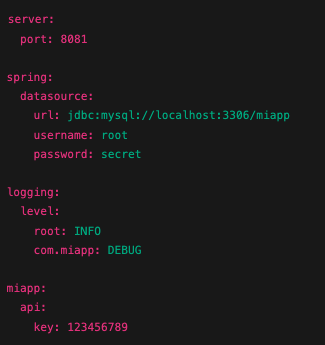 server:
  port: 8081

spring:
  datasource:
    url: jdbc:mysql://localhost:3306/miapp
    username: root
    password: secret

logging:
  level:
    root: INFO
    com.miapp: DEBUG

miapp:
  api:
    key: 123456789